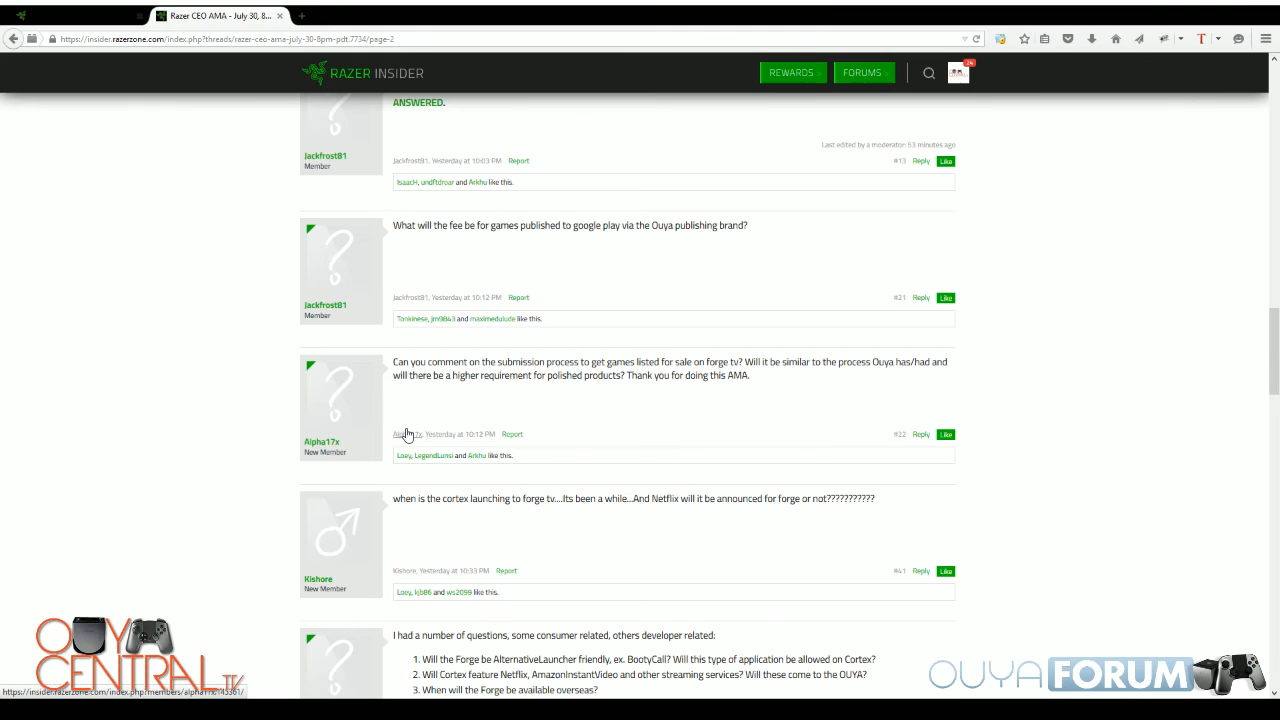 Razer CEO AMA - July 30, 8...
https://insider.razerzone.com/index.php?threads/razer-ceo-ama-july-30-8pm-pdt.7734/page-2
RAZER INSIDER
REWARDS
FORUMS
24
ANSWERED.
Last edited by a moderator: 53 minutes ago
Jackfrost81
Member
Jackfrost81, Yesterday at 10:03 PM Report
#13 Reply Like
IsaacH, undftdroar and Arkhu like this.
What will the fee be for games published to google play via the Ouya publishing brand?
Jackfrost81
Member
Jackfrost81, Yesterday at 10:12 PM Report
#21 Reply Like
Tonkinese, jm9843 and maximedulude like this.
Can you comment on the submission process to get games listed for sale on forge tv? Will it be similar to the process Ouya has/had and
will there be a higher requirement for polished products? Thank you for doing this AMA.
Alpha17x
New Member
Alpha17x, Yesterday at 10:12 PM Report
#22 Reply Like
Loey, LegendLunsi and Arkhu like this.
when is the cortex launching to forge tv....Its been a while...And Netflix will it be announced for forge or not???????????
Kishore
New Member
Kishore, Yesterday at 10:33 PM Report
#41 Reply Like
Loey, kjb86 and ws2099 like this.
I had a number of questions, some consumer related, others developer related:
1. Will the Forge be AlternativeLauncher friendly, ex. BootyCall? Will this type of application be allowed on Cortex?
2. Will Cortex feature Netflix, AmazonInstantVideo and other streaming services? Will these come to the OUYA?
3. When will the Forge be available overseas?
OUYA
CENTRAL TV
OUYA FORUM